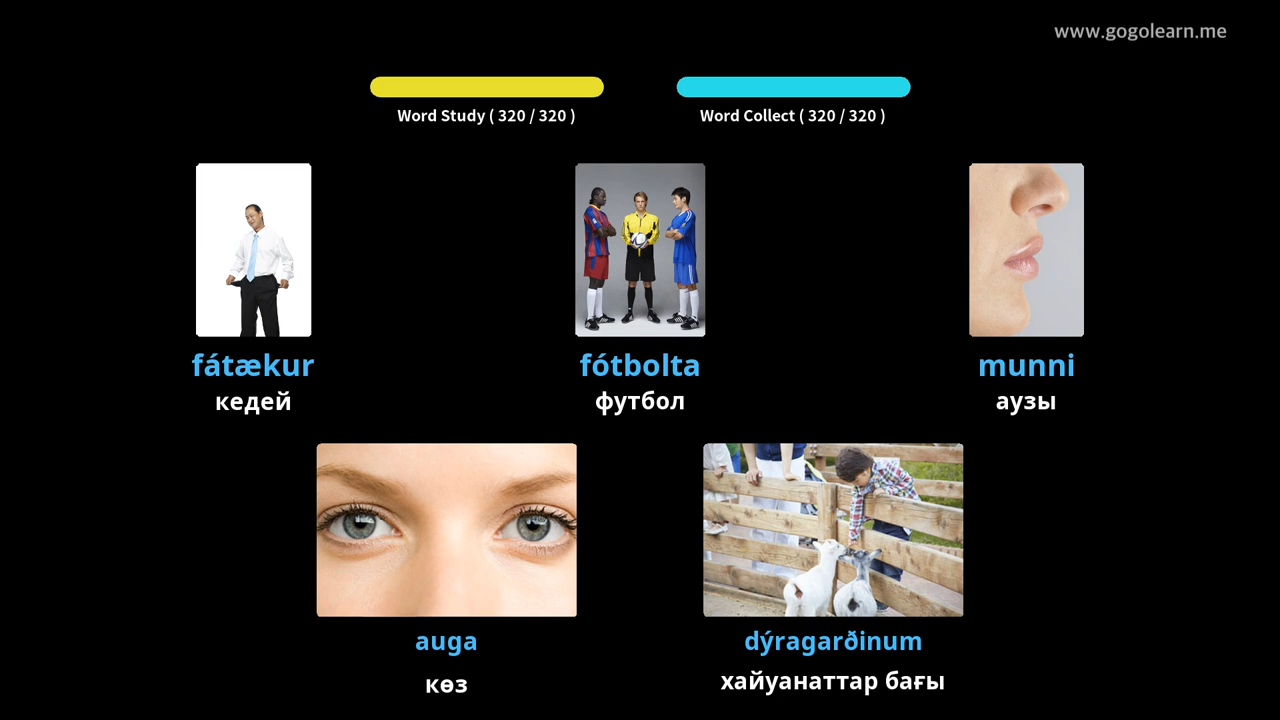 www.gogolearn.me
Word Study ( 320 / 320 )
Word Collect ( 320 / 320 )
fátækur
fótbolta
munni
кедей
футбол
аузы
auga
dýragarðinum
көз
хайуанаттар бағы